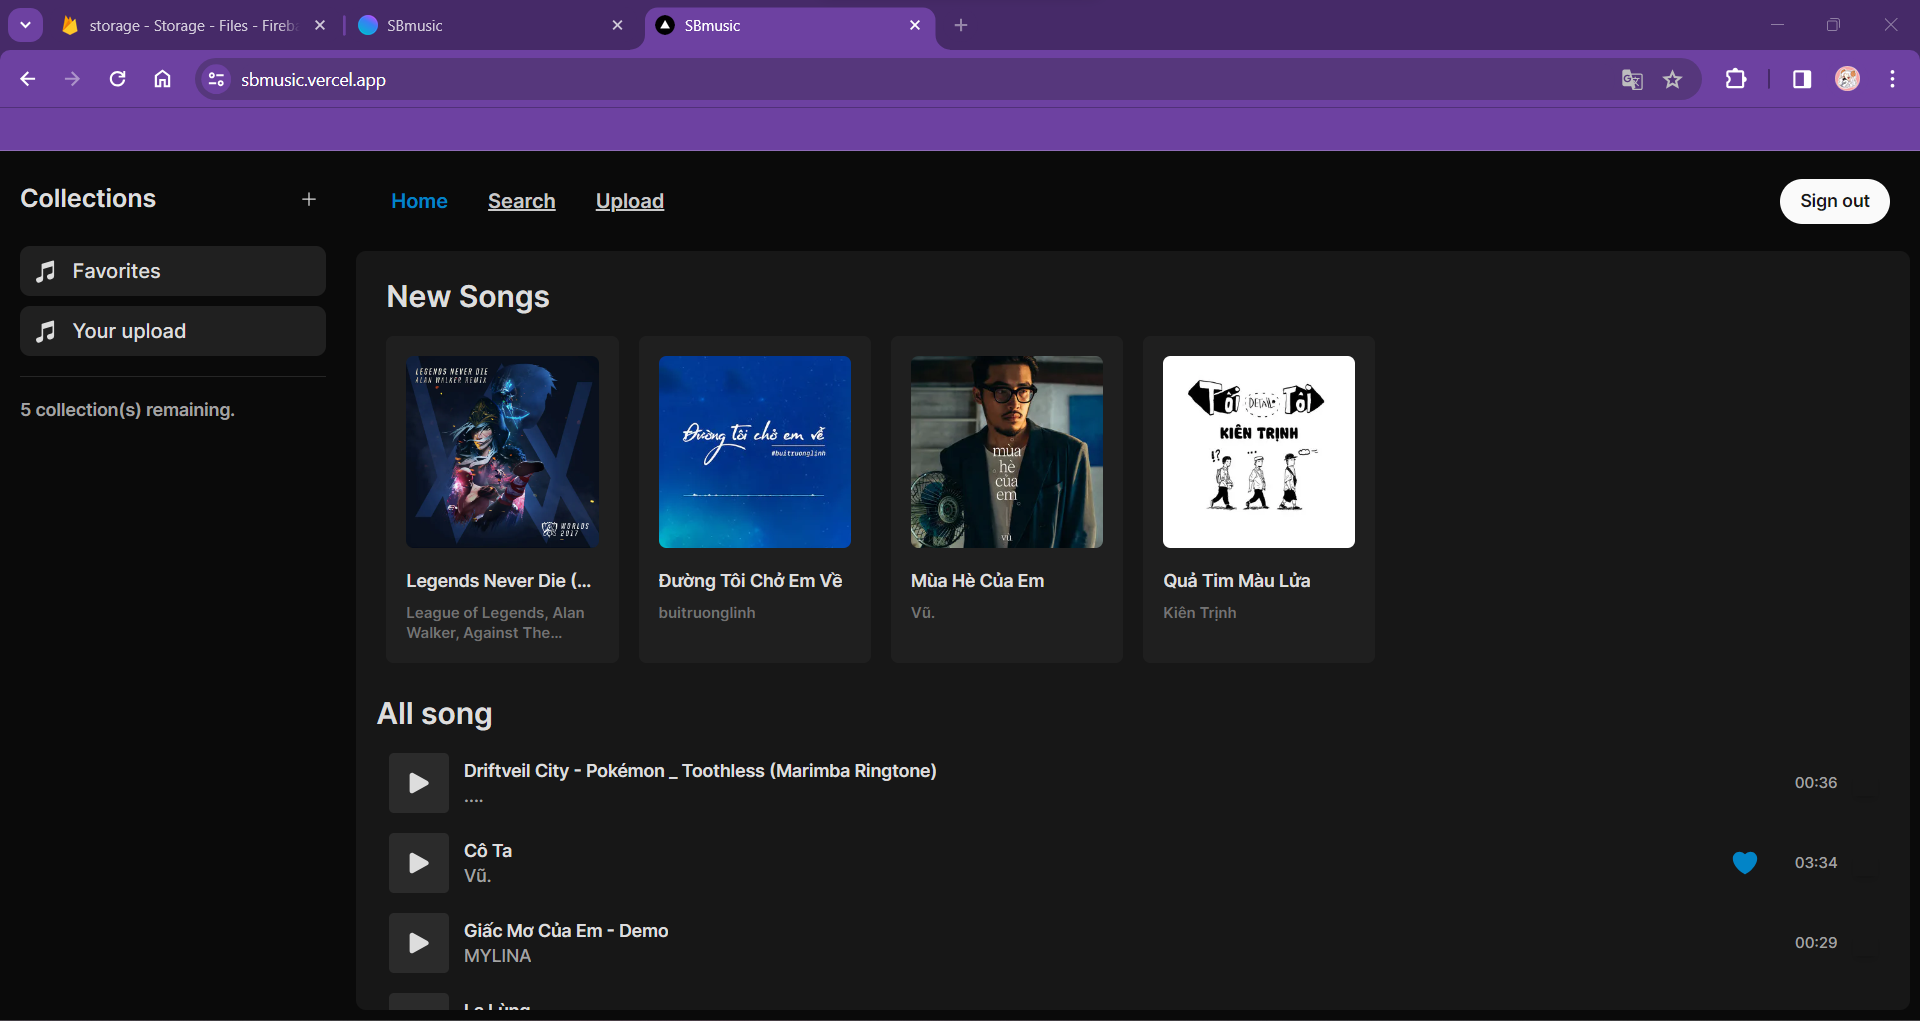 storage - Storage - Files - Fireb
SBmusic
SBmusic
sbmusic.vercel.app
Collections
Home
Search
Upload
Sign out
Favorites
Your upload
5 collection(s) remaining.
New Songs
LEGENDS NEVER DIE
ALAN WALKER REMIX
WORLDS
2017
Legends Never Die (...
League of Legends, Alan
Walker, Against The...
Đường tôi chở em về
#buitruonglinh
Đường Tôi Chở Em Về
buitruonglinh
mùa
hè
của
em
vũ.
Mùa Hè Của Em
Vũ.
Tối Tôi
KIÊN TRỊNH
!?
...
Quả Tim Màu Lửa
Kiên Trịnh
All song
Driftveil City - Pokémon _ Toothless (Marimba Ringtone)
....
00:36
Cô Ta
Vũ.
03:34
Giấc Mơ Của Em - Demo
MYLINA
00:29
Lạ Lùng